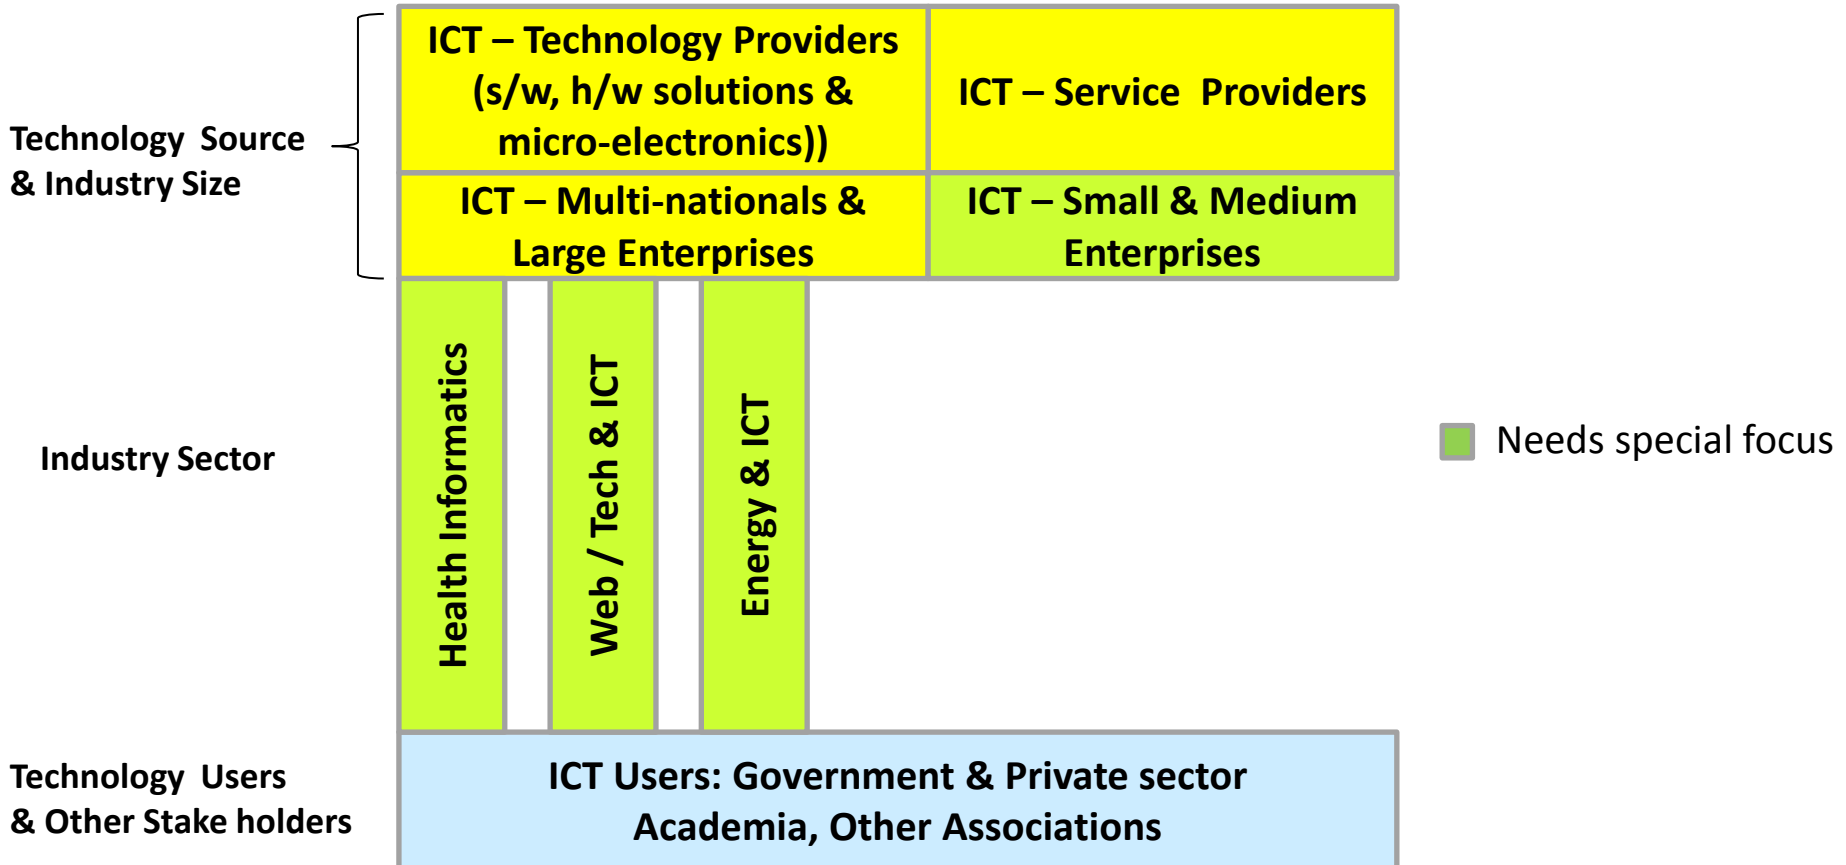 ICT – Technology Providers
(s/w, h/w solutions &
micro-electronics))
ICT – Service Providers
Technology Source
& Industry Size
ICT – Multi-nationals &
Large Enterprises
ICT – Small & Medium
Enterprises
Industry Sector
Health Informatics
Web / Tech & ICT
Energy & ICT
Needs special focus
Technology Users
& Other Stake holders
ICT Users: Government & Private sector
Academia, Other Associations